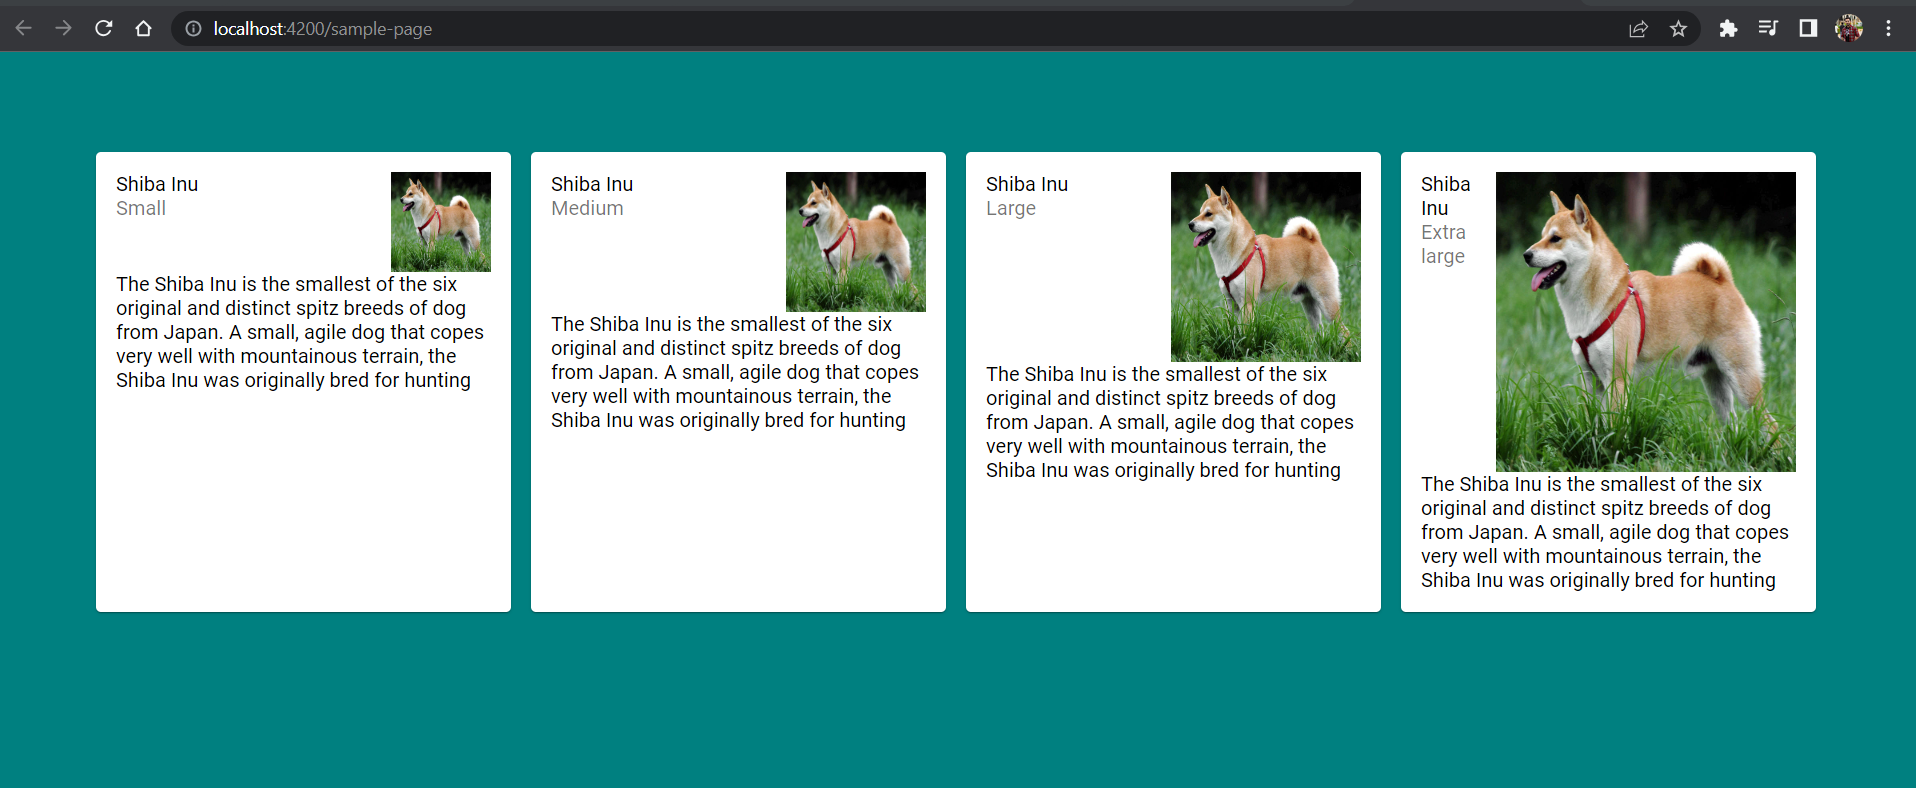 localhost:4200/sample-page
Shiba Inu
Small
The Shiba Inu is the smallest of the six
original and distinct spitz breeds of dog
from Japan. A small, agile dog that copes
very well with mountainous terrain, the
Shiba Inu was originally bred for hunting
Shiba Inu
Medium
The Shiba Inu is the smallest of the six
original and distinct spitz breeds of dog
from Japan. A small, agile dog that copes
very well with mountainous terrain, the
Shiba Inu was originally bred for hunting
Shiba Inu
Large
The Shiba Inu is the smallest of the six
original and distinct spitz breeds of dog
from Japan. A small, agile dog that copes
very well with mountainous terrain, the
Shiba Inu was originally bred for hunting
Shiba
Inu
Extra
large
The Shiba Inu is the smallest of the six
original and distinct spitz breeds of dog
from Japan. A small, agile dog that copes
very well with mountainous terrain, the
Shiba Inu was originally bred for hunting